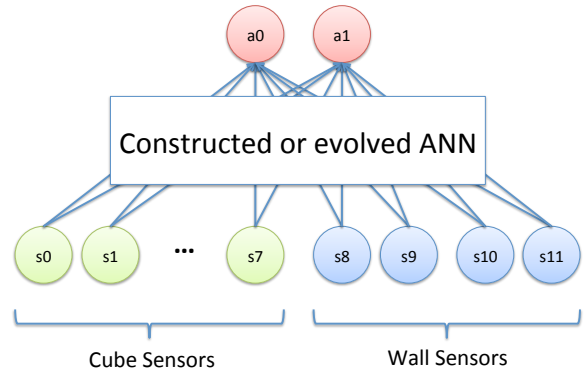 a0 a1
Constructed or evolved ANN
s0 s1 ... s7 s8 s9 s10 s11
Cube Sensors Wall Sensors